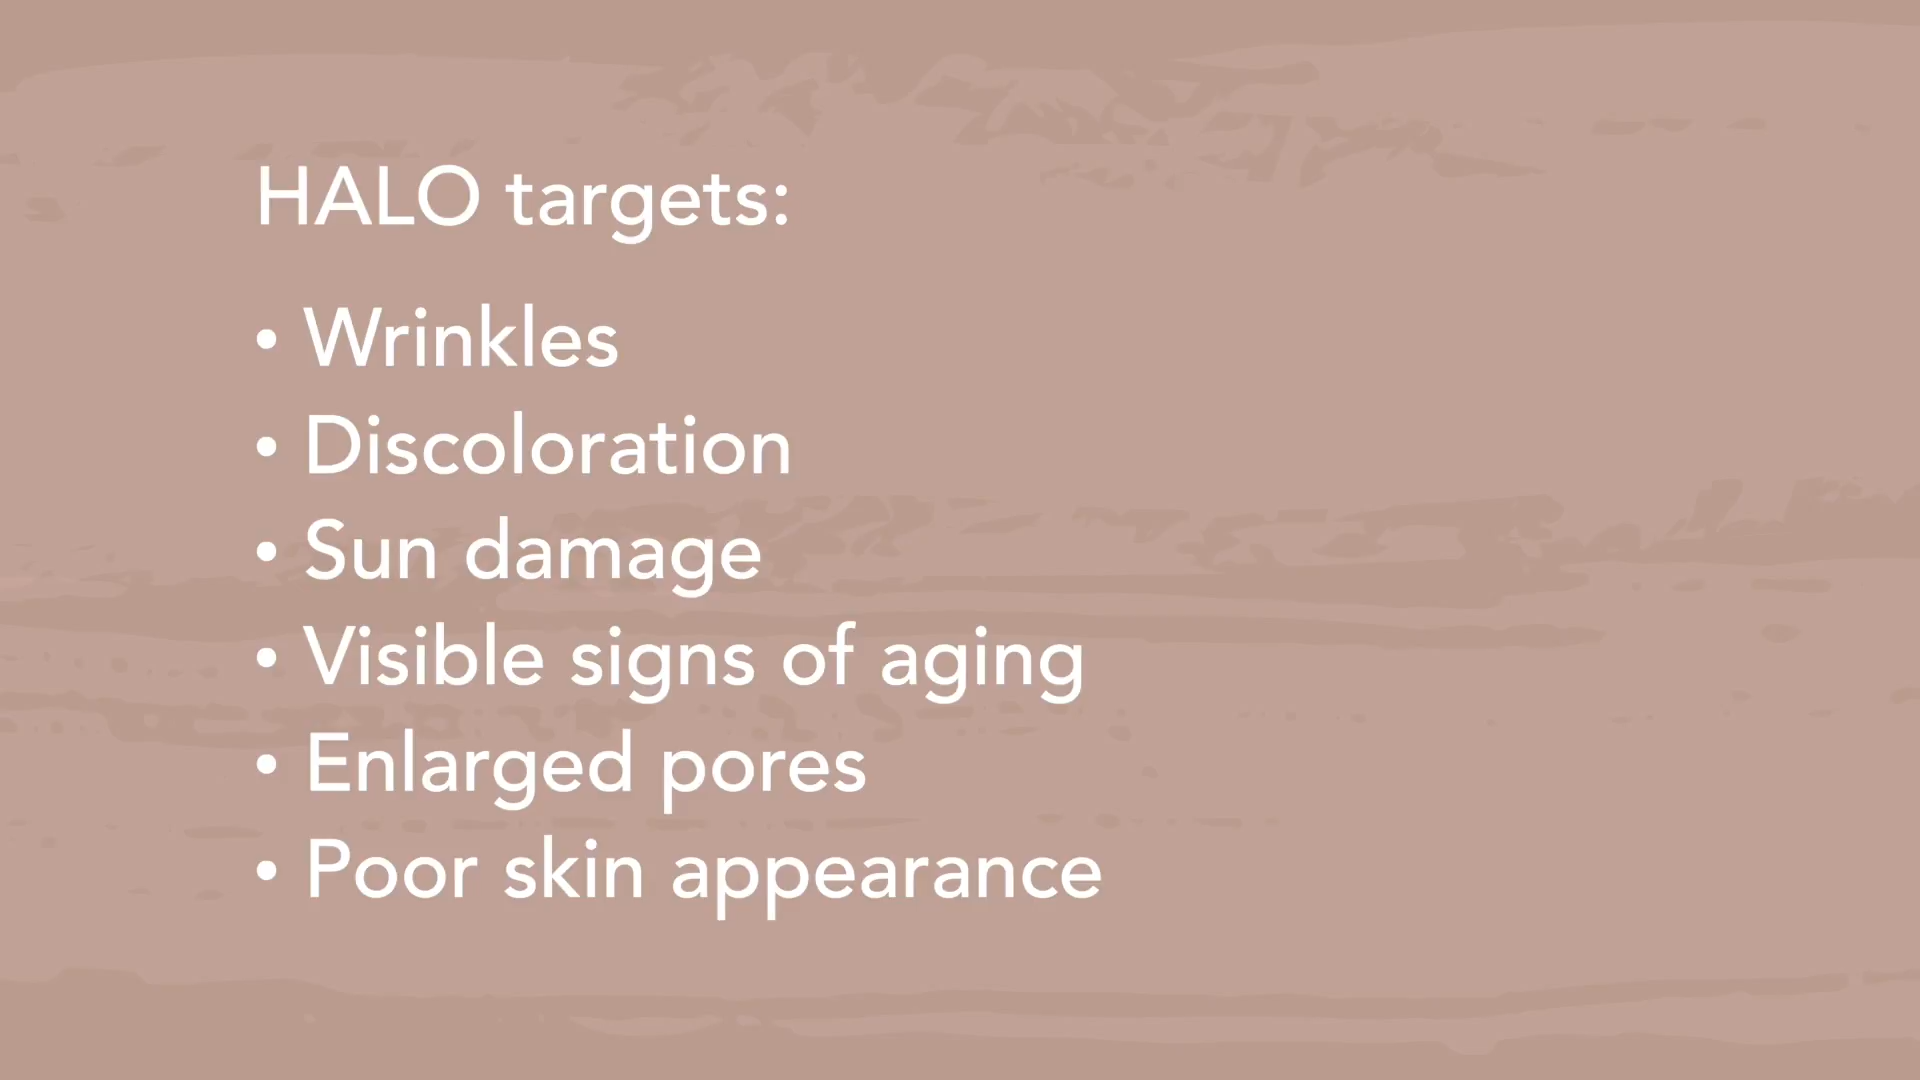 HALO targets:
• Wrinkles
• Discoloration
• Sun damage
• Visible signs of aging
• Enlarged pores
• Poor skin appearance